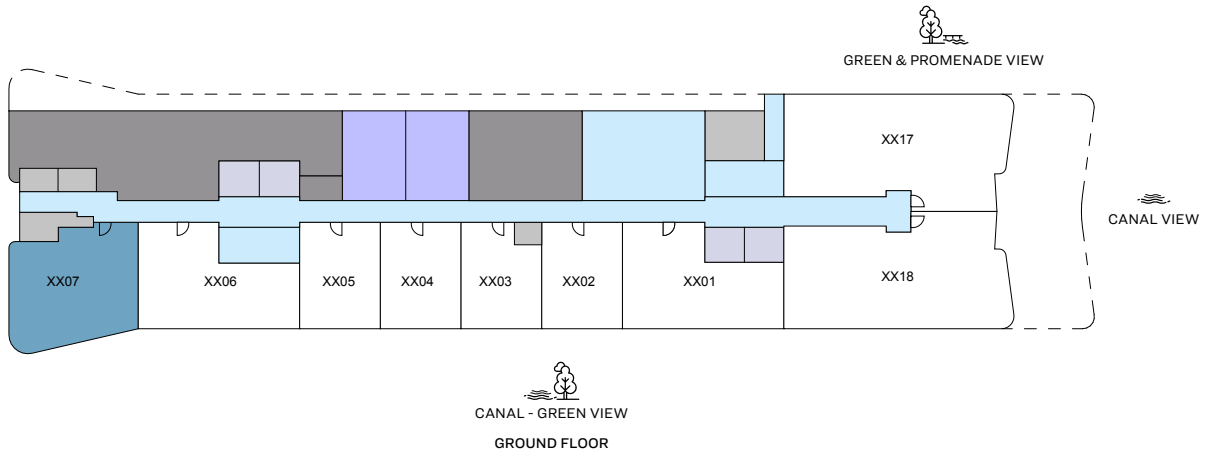 GREEN & PROMENADE VIEW
XX17
CANAL VIEW
XX07
XX06
XX05
XX04
XX03
XX02
XX01
XX18
CANAL - GREEN VIEW
GROUND FLOOR